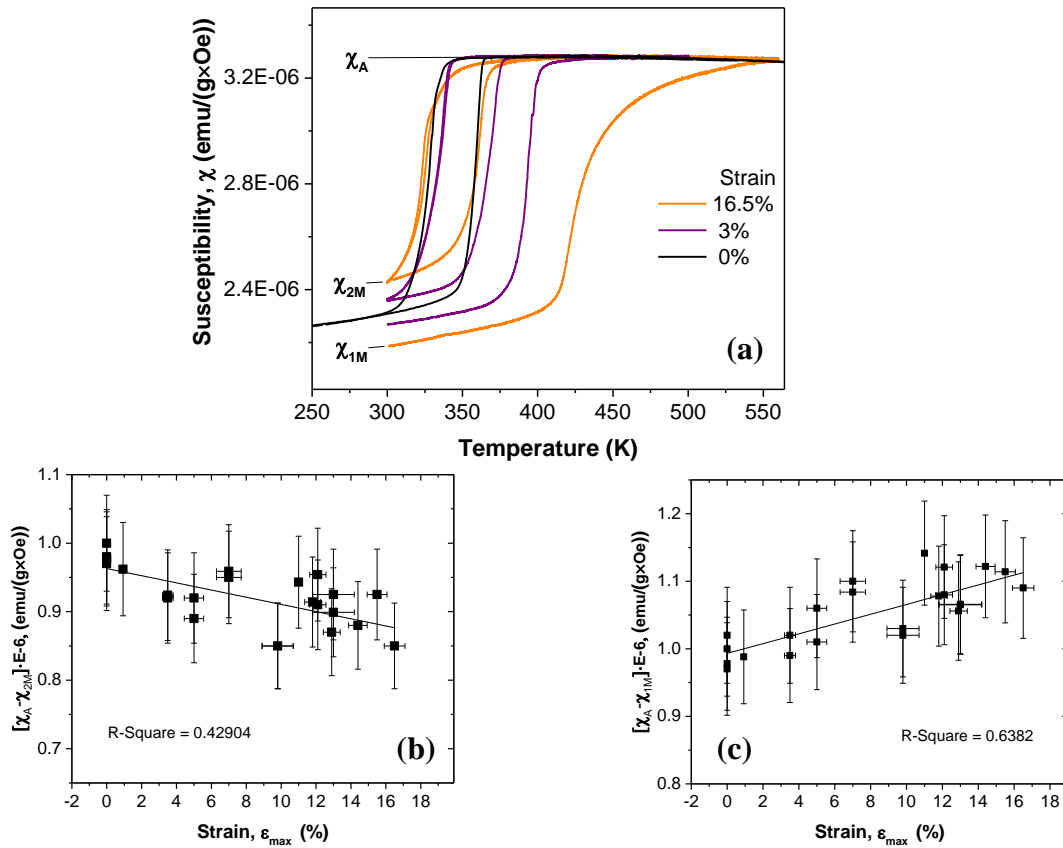 Susceptibility, χ (emu/(g×Oe)
3.2E-06
2.8E-06
2.4E-06
χA
χ2M
χ1M
Strain
16.5%
3%
0%
(a)
250 300 350 400 450 500 550
Temperature (K)
[χA-χ2M]·E-6, (emu/(g×Oe))
1.1
1.0
0.9
0.8
0.7
R-Square = 0.42904
(b)
-2 0 2 4 6 8 10 12 14 16 18
Strain, εmax (%)
[χA-χ1M]·E-6, (emu/(g×Oe))
1.2
1.1
1.0
0.9
0.8
R-Square = 0.6382
(c)
-2 0 2 4 6 8 10 12 14 16 18
Strain, εmax (%)